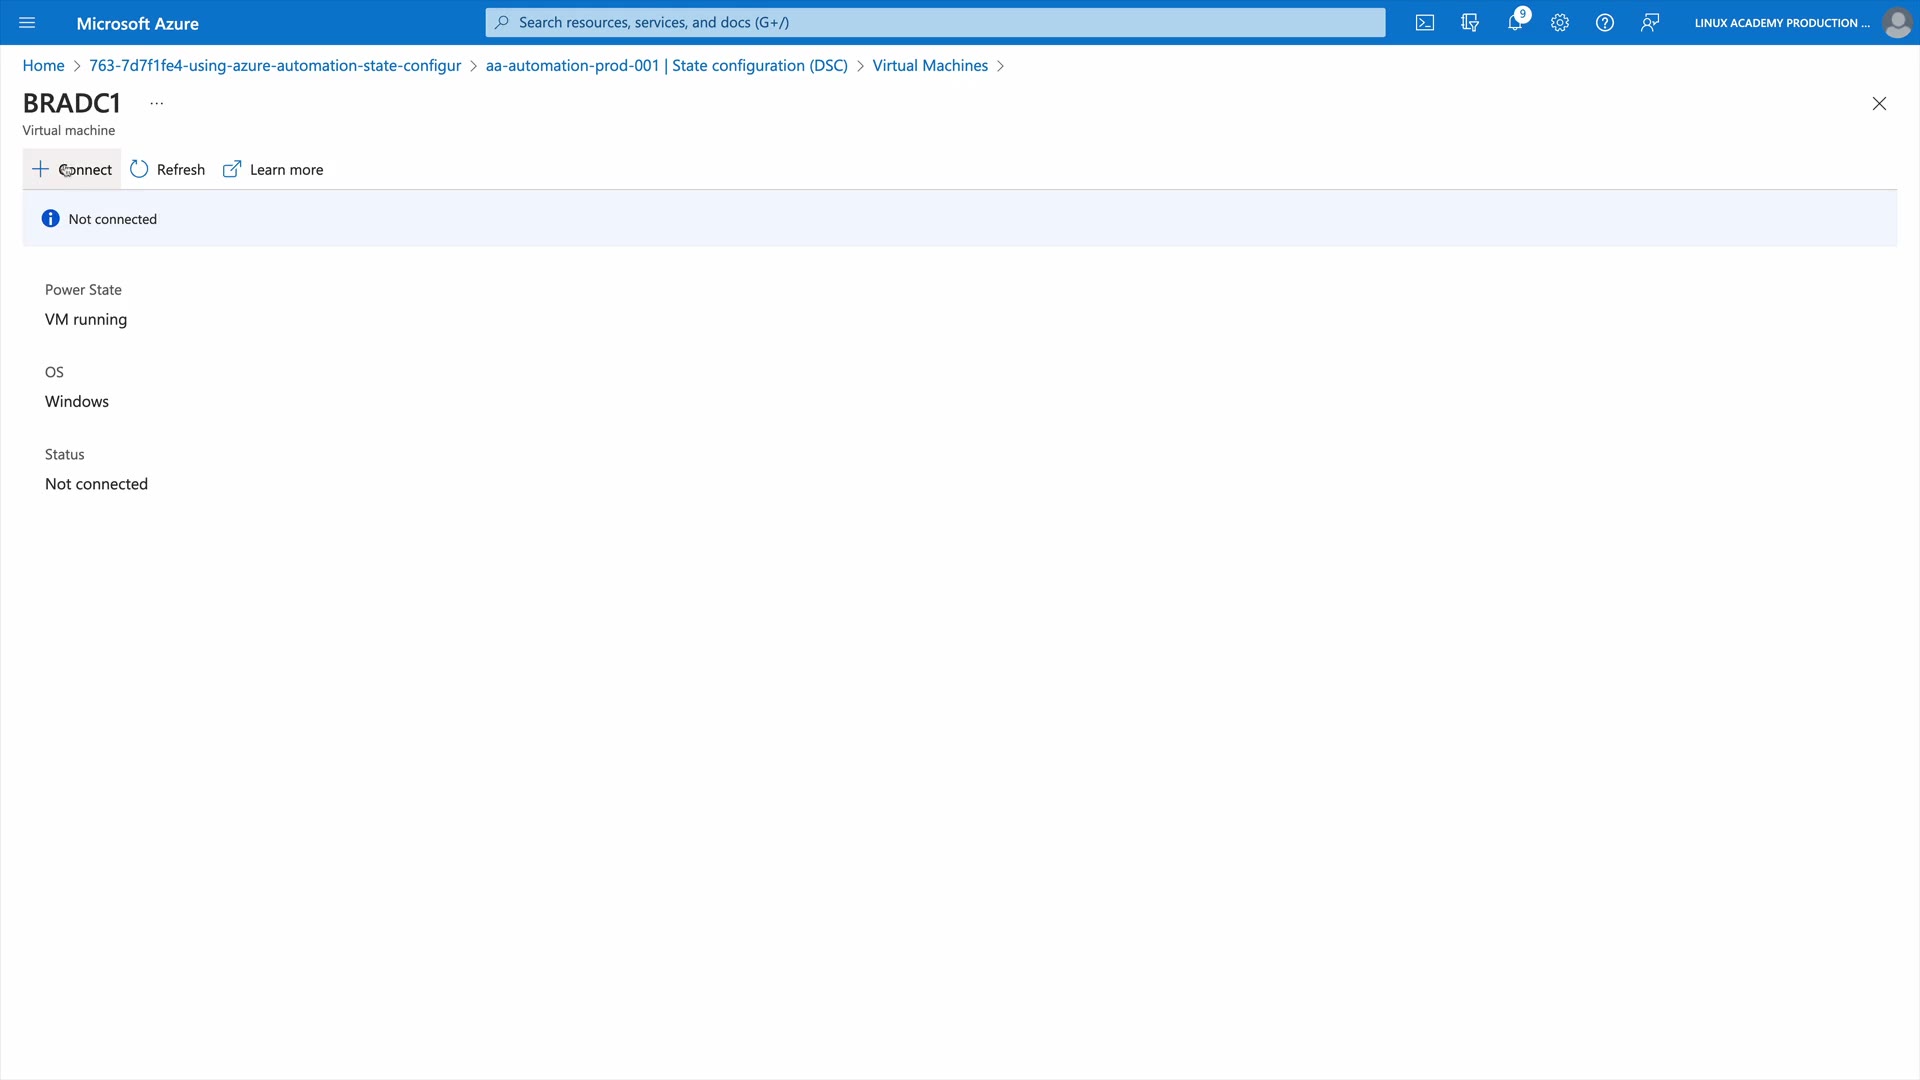 Microsoft Azure
Search resources, services, and docs (G+/)
9
LINUX ACADEMY PRODUCTION ...
Home > 763-7d7f1fe4-using-azure-automation-state-configur > aa-automation-prod-001 | State configuration (DSC) > Virtual Machines >
BRADC1 ...
Virtual machine
Connect Refresh Learn more
Not connected
Power State
VM running
OS
Windows
Status
Not connected